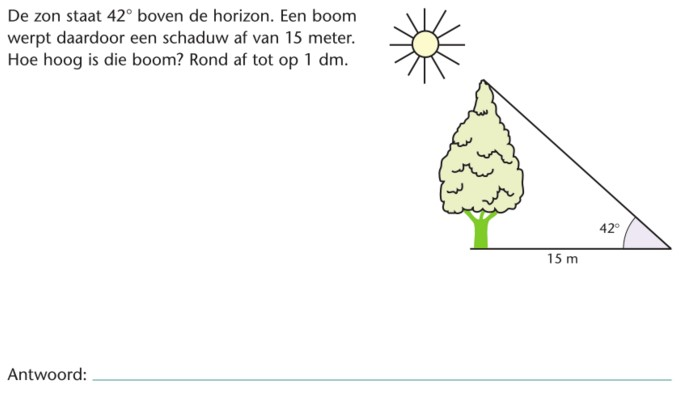 De zon staat 42° boven de horizon. Een boom
werpt daardoor een schaduw af van 15 meter.
Hoe hoog is die boom? Rond af tot op 1 dm.
42°
15 m
Antwoord: